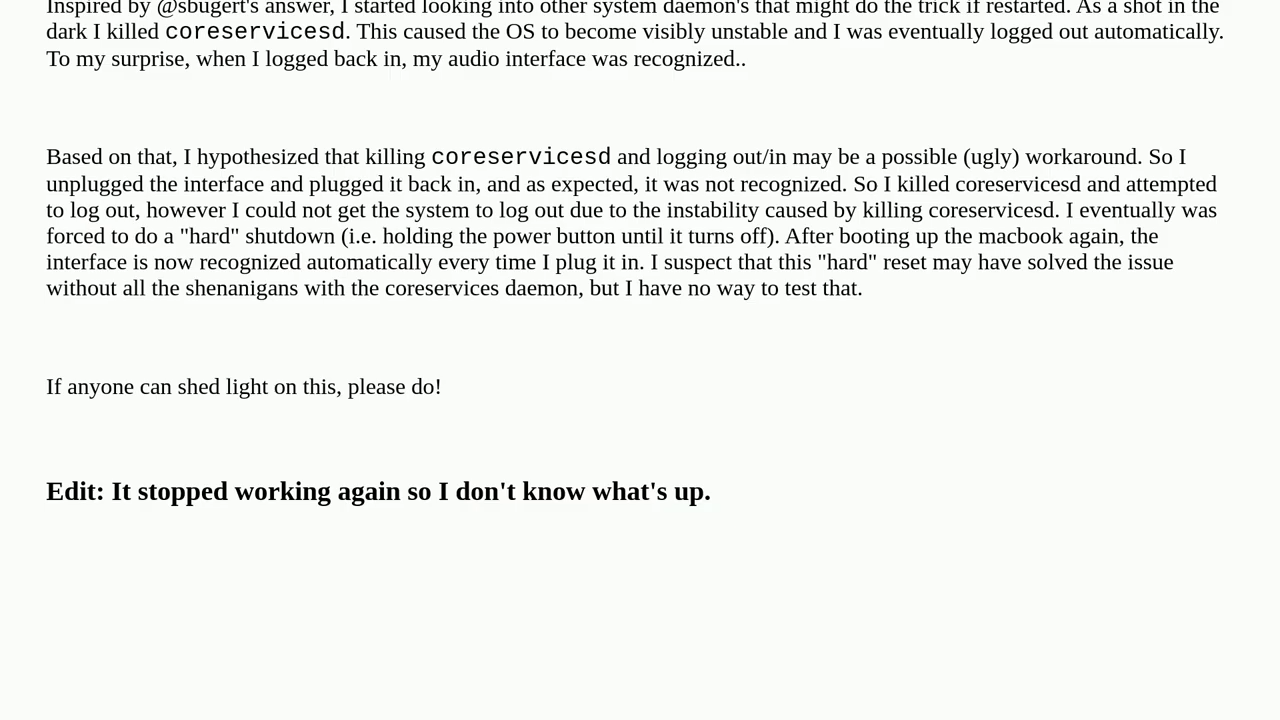 Inspired by @sbugert's answer, I started looking into other system daemon's that might do the trick if restarted. As a shot in the
dark I killed coreservicesd. This caused the OS to become visibly unstable and I was eventually logged out automatically.
To my surprise, when I logged back in, my audio interface was recognized..
Based on that, I hypothesized that killing coreservicesd and logging out/in may be a possible (ugly) workaround. So I
unplugged the interface and plugged it back in, and as expected, it was not recognized. So I killed coreservicesd and attempted
to log out, however I could not get the system to log out due to the instability caused by killing coreservicesd. I eventually was
forced to do a "hard" shutdown (i.e. holding the power button until it turns off). After booting up the macbook again, the
interface is now recognized automatically every time I plug it in. I suspect that this "hard" reset may have solved the issue
without all the shenanigans with the coreservices daemon, but I have no way to test that.
If anyone can shed light on this, please do!
Edit: It stopped working again so I don't know what's up.